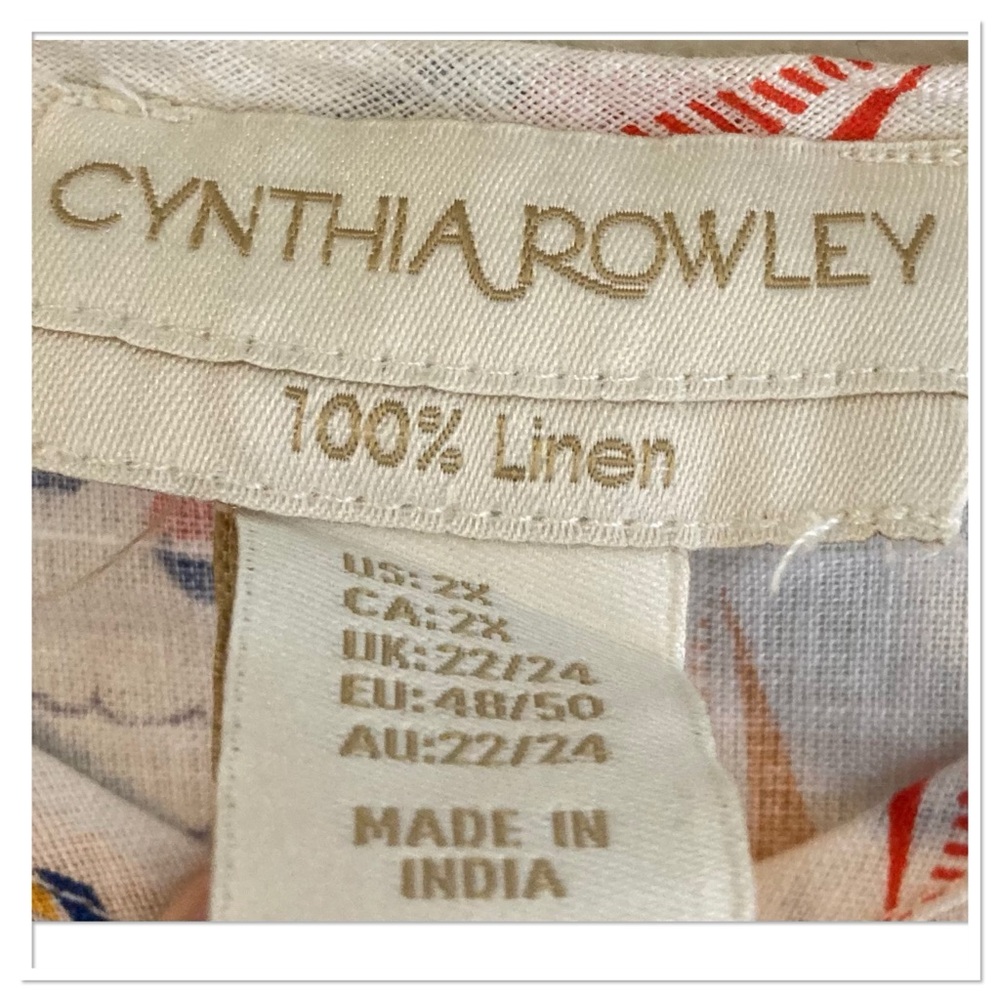 CYNTHIA ROWLEY
100% Linen
US:2X
CA:2X
UK:22/24
EU:48/50
AU:22/24
MADE IN
INDIA